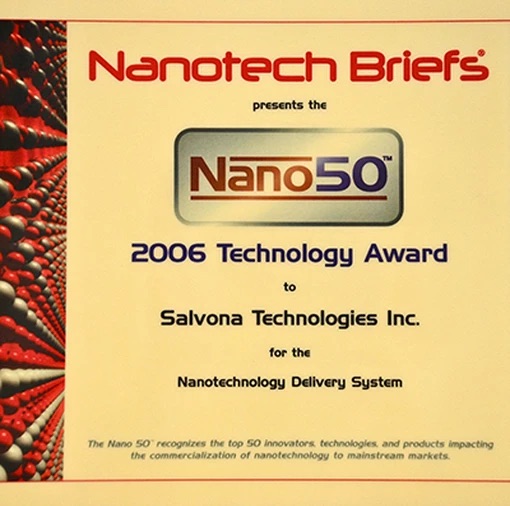 Nanotech Briefs®
presents the
Nano50™
2006 Technology Award
to
Salvona Technologies Inc.
for the
Nanotechnology Delivery System
The Nano 50™ recognizes the top 50 innovators, technologies, and products impacting
the commercialization of nanotechnology to mainstream markets.